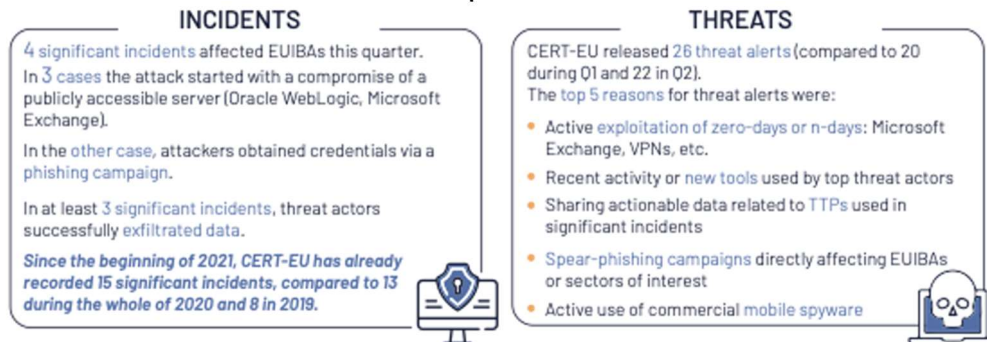 INCIDENTS
4 significant incidents affected EUIBAs this quarter.
In 3 cases the attack started with a compromise of a
publicly accessible server (Oracle WebLogic, Microsoft
Exchange).
In the other case, attackers obtained credentials via a
phishing campaign.
In at least 3 significant incidents, threat actors
successfully exfiltrated data.
Since the beginning of 2021, CERT-EU has already
recorded 15 significant incidents, compared to 13
during the whole of 2020 and 8 in 2019.
THREATS
CERT-EU released 26 threat alerts (compared to 20
during Q1 and 22 in Q2).
The top 5 reasons for threat alerts were:
• Active exploitation of zero-days or n-days: Microsoft
Exchange, VPNs, etc.
• Recent activity or new tools used by top threat actors
• Sharing actionable data related to TTPs used in
significant incidents
• Spear-phishing campaigns directly affecting EUIBAs
or sectors of interest
• Active use of commercial mobile spyware